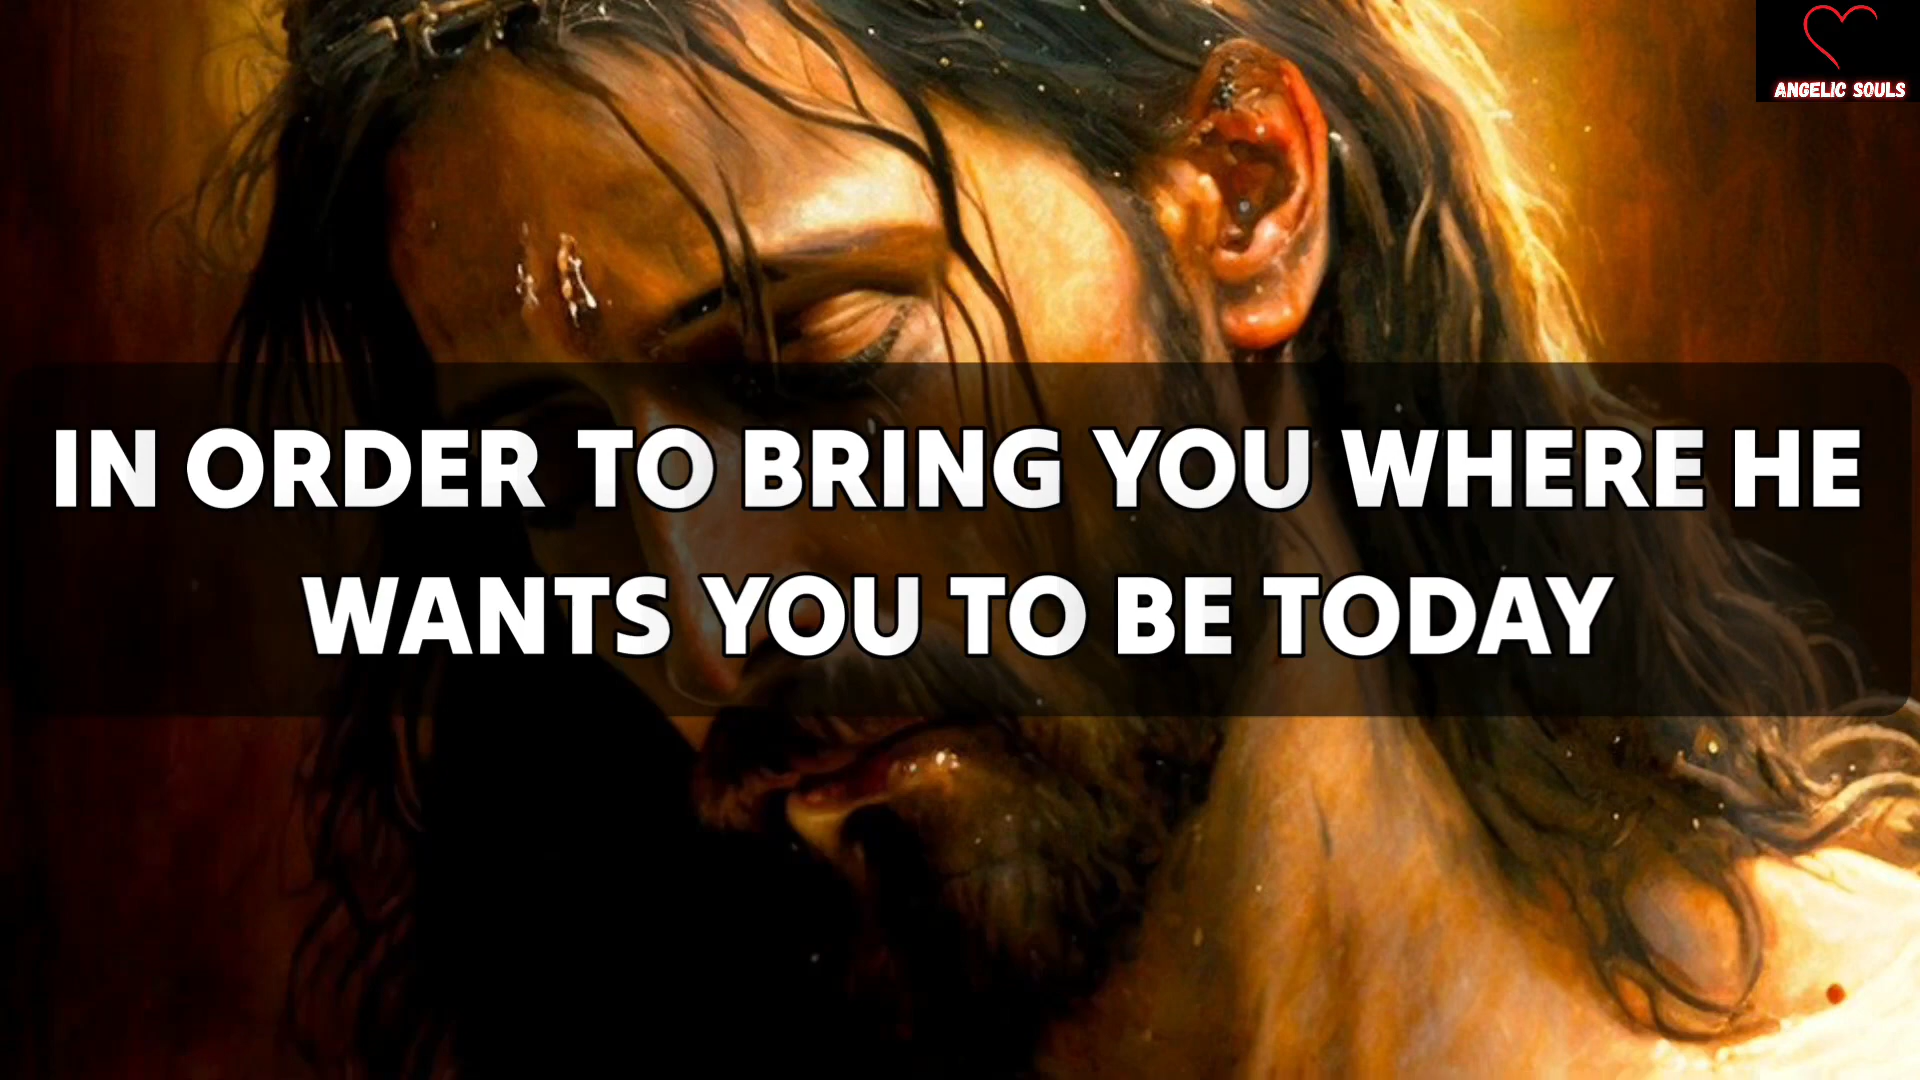 ANGELIC SOULS
IN ORDER TO BRING YOU WHERE HE
WANTS YOU TO BE TODAY